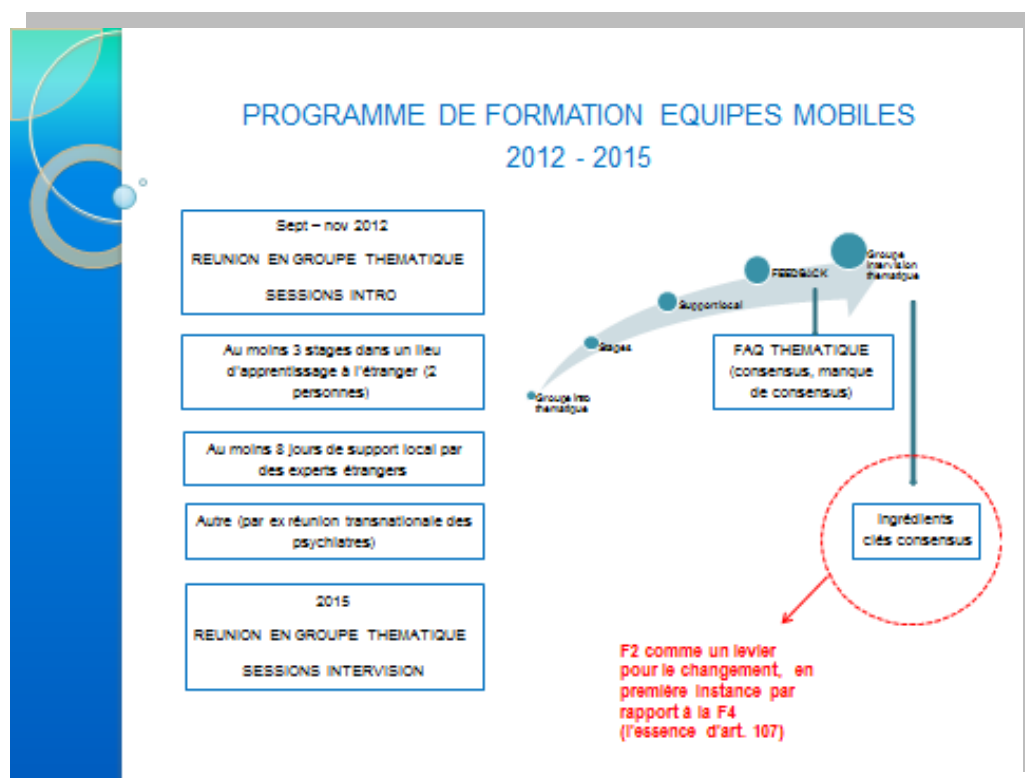 PROGRAMME DE FORMATION EQUIPES MOBILES
2012 - 2015
Sept – nov 2012
REUNION EN GROUPE THEMATIQUE
SESSIONS INTRO
Au moins 3 stages dans un lieu
d'apprentissage à l'étranger (2
personnes)
Au moins 8 jours de support local par
des experts étrangers
Autre (par ex réunion transnationale des
psychiatres)
2015
REUNION EN GROUPE THEMATIQUE
SESSIONS INTERVISION
Groupe intro
thematique
Stages
Support local
FEEDBACK
Groupe
intervision
thematique
FAQ THEMATIQUE
(consensus, manque
de consensus)
Ingrédients
clés consensus
F2 comme un levier
pour le changement, en
première instance par
rapport à la F4
(l'essence d'art. 107)